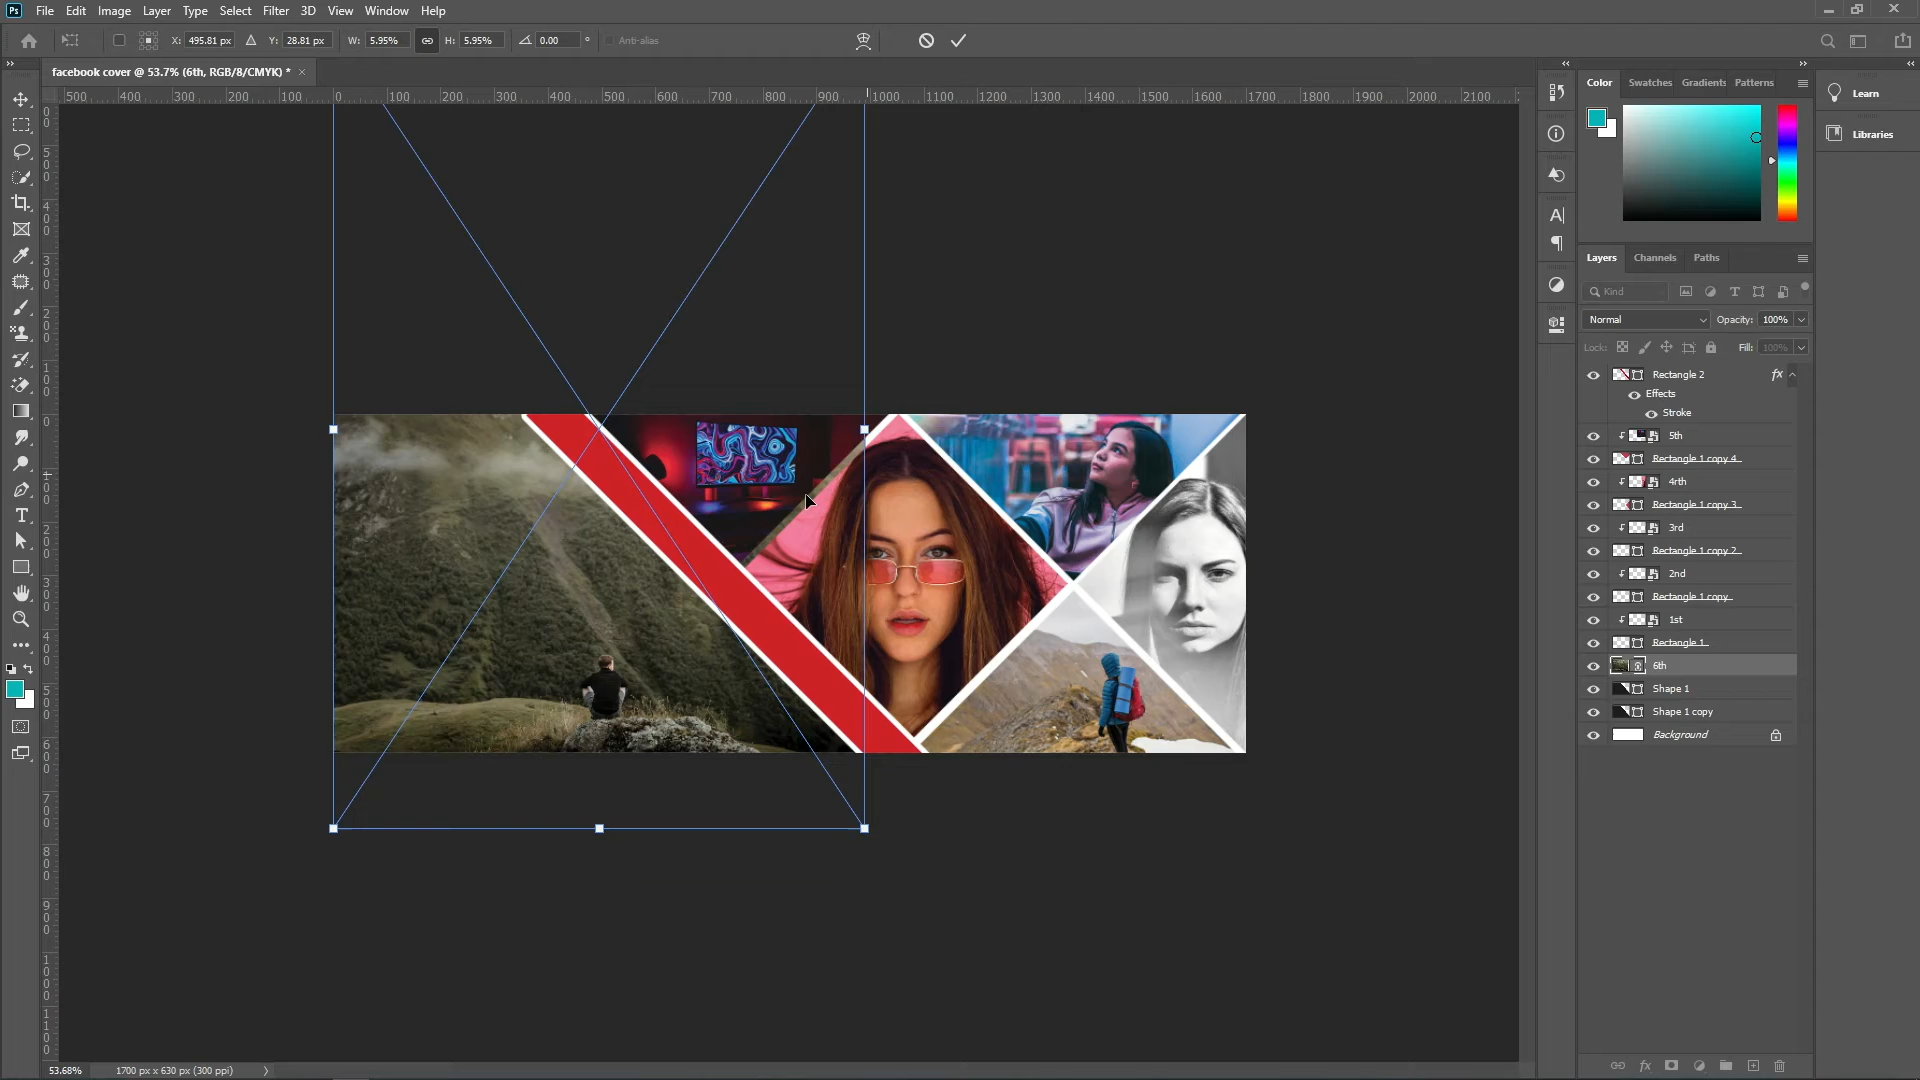 Ps File Edit Image Layer Type Select Filter 3D View Window Help
X: 495.81 px Y: 28.81 px W: 5.95% H: 5.95% 0.00 ° Anti-alias
facebook cover @ 53.7% (6th, RGB/8/CMYK) * ×
500 400 300 200 100 0 100 200 300 400 500 600 700 800 900 1000 1100 1200 1300 1400 1500 1600 1700 1800 1900 2000 2100
Color Swatches Gradients Patterns
Learn
Libraries
Layers Channels Paths
Kind
Normal Opacity: 100%
Lock: Fill: 100%
Rectangle 2 fx
Effects
Stroke
5th
Rectangle 1 copy 4
4rth
Rectangle 1 copy 3
3rd
Rectangle 1 copy 2
2nd
Rectangle 1 copy
1st
Rectangle 1
6th
Shape 1
Shape 1 copy
Background
53.68% 1700 px x 630 px (300 ppi)